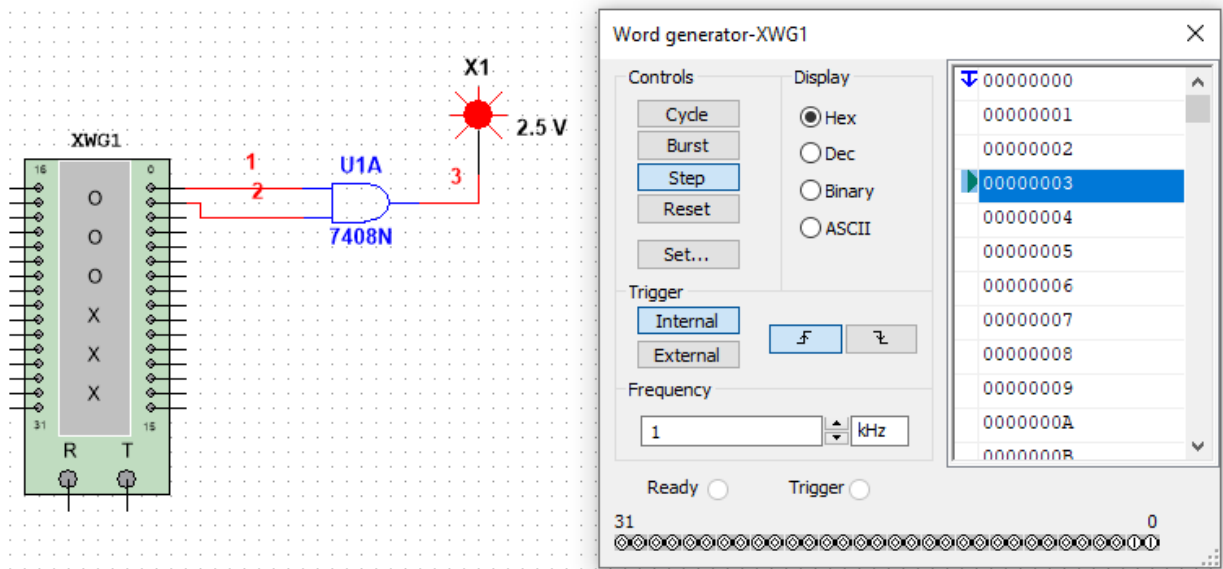 X1
2.5 V
XWG1
16
0
1
2
U1A
3
7408N
O
O
O
X
X
X
31
15
R
T
Word generator-XWG1
Controls
Display
Cycle
Burst
Step
Reset
Set...
Hex
Dec
Binary
ASCII
Trigger
Internal
External
Frequency
1
kHz
Ready
Trigger
31
0
00000000
00000001
00000002
00000003
00000004
00000005
00000006
00000007
00000008
00000009
0000000A
0000000B